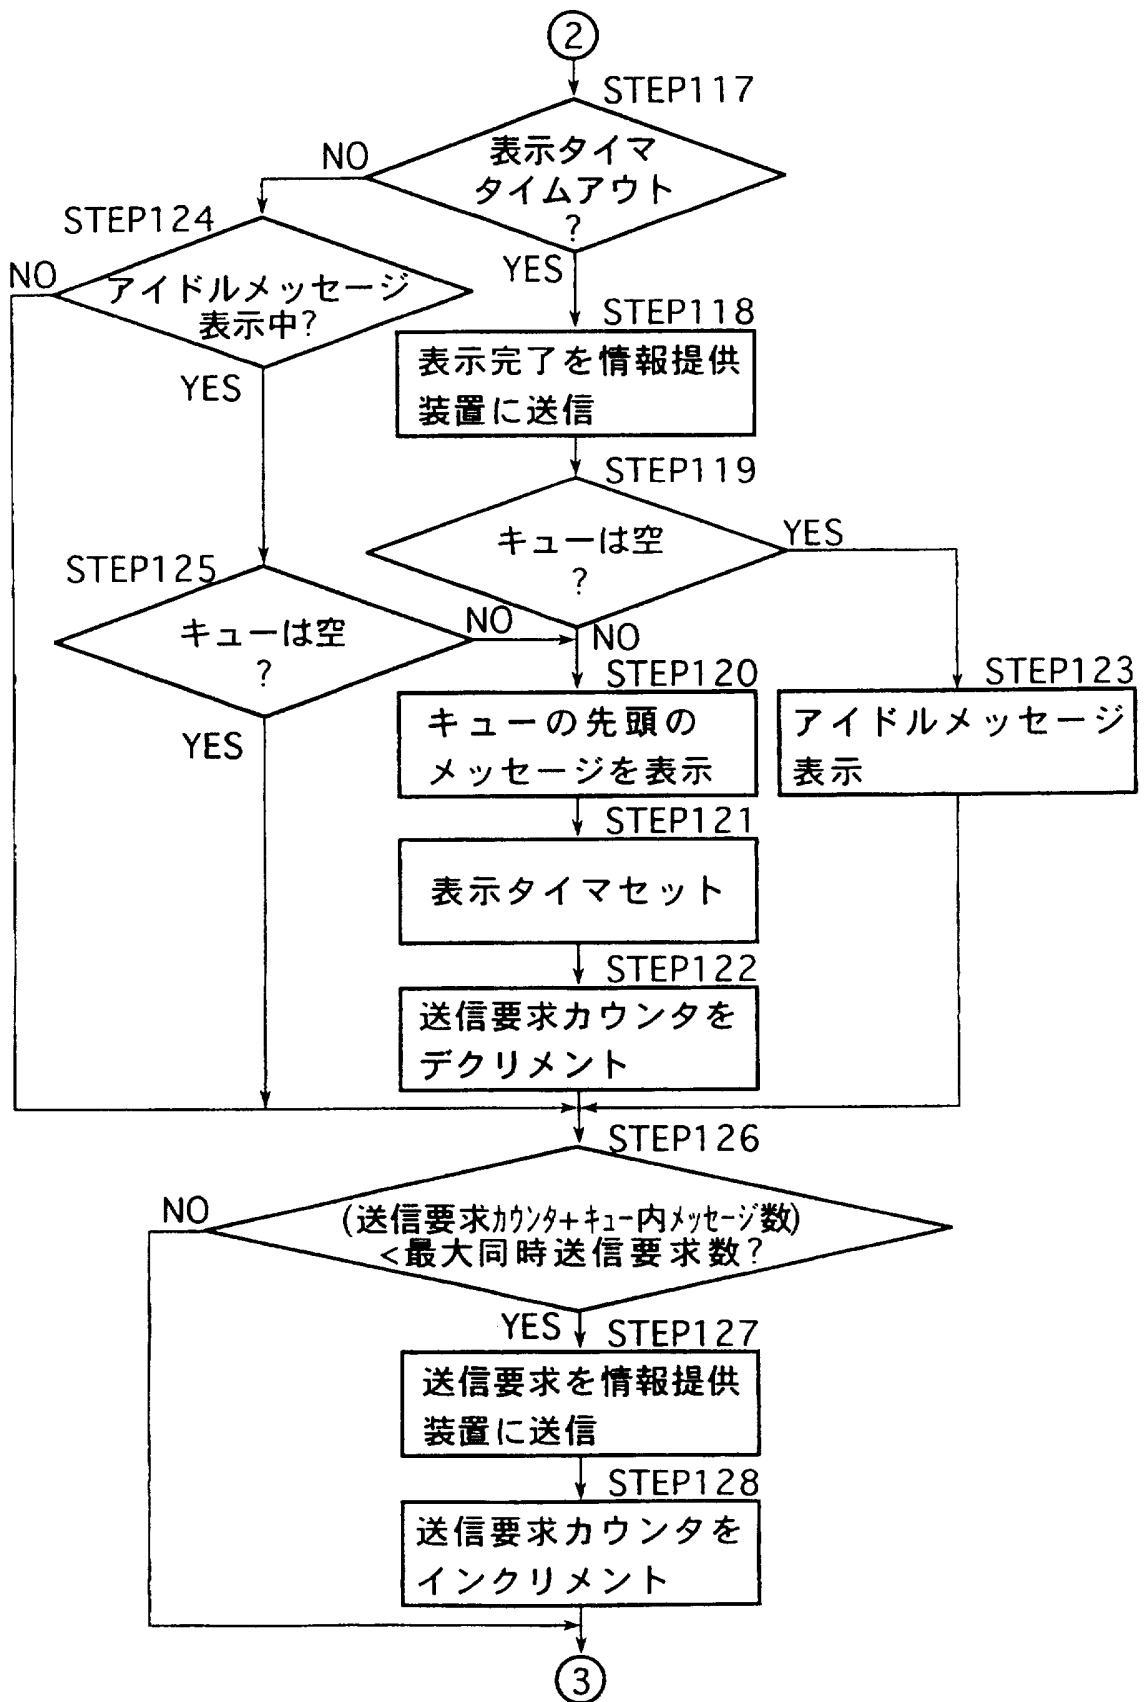 ②
STEP117
表示タイマ
タイムアウト
?
NO
YES
STEP124
アイドルメッセージ
表示中?
NO
YES
STEP118
表示完了を情報提供
装置に送信
STEP119
キューは空
?
YES
NO
STEP125
キューは空
?
NO
YES
STEP120
キューの先頭の
メッセージを表示
STEP123
アイドルメッセージ
表示
STEP121
表示タイマセット
STEP122
送信要求カウンタを
デクリメント
STEP126
(送信要求カウンタ+キュー内メッセージ数)
<最大同時送信要求数?
NO
YES
STEP127
送信要求を情報提供
装置に送信
STEP128
送信要求カウンタを
インクリメント
③